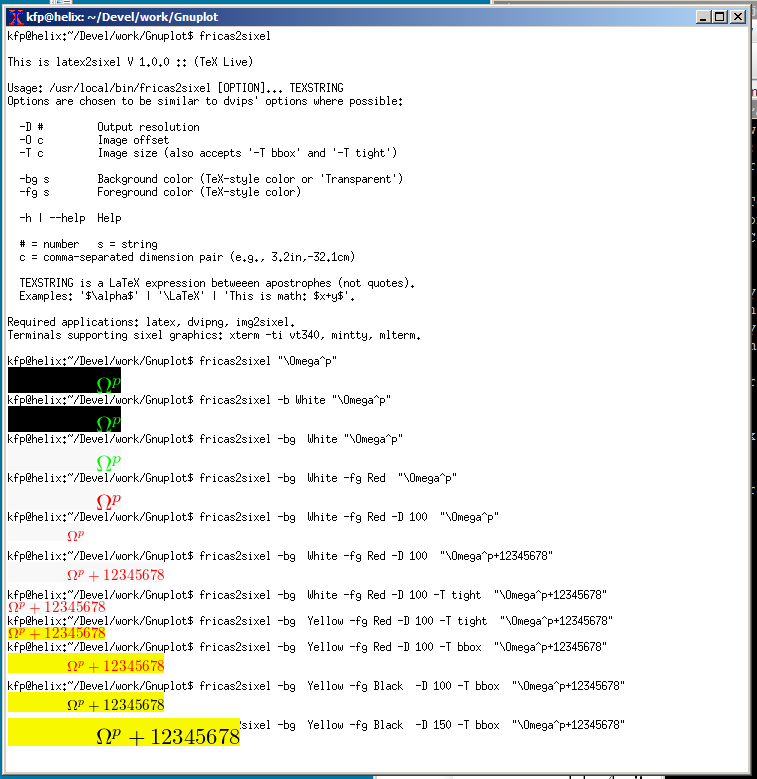 kfp@helix: ~/Devel/work/Gnuplot
kfp@helix:~/Devel/work/Gnuplot$ fricas2sixel
This is latex2sixel V 1.0.0 :: (TeX Live)
Usage: /usr/local/bin/fricas2sixel [OPTION]... TEXSTRING
Options are chosen to be similar to dvips' options where possible:
-D # Output resolution
-O c Image offset
-T c Image size (also accepts '-T bbox' and '-T tight')
-bg s Background color (TeX-style color or 'Transparent')
-fg s Foreground color (TeX-style color)
-h | --help Help
# = number s = string
c = comma-separated dimension pair (e.g., 3.2in,-32.1cm)
TEXSTRING is a LaTeX expression betweeen apostrophes (not quotes).
Examples: '$\alpha$' | '\LaTeX' | 'This is math: $x+y$'.
Required applications: latex, dvipng, img2sixel.
Terminals supporting sixel graphics: xterm -ti vt340, mintty, mlterm.
kfp@helix:~/Devel/work/Gnuplot$ fricas2sixel "\Omega^p"
Ω^p
kfp@helix:~/Devel/work/Gnuplot$ fricas2sixel -b White "\Omega^p"
Ω^p
kfp@helix:~/Devel/work/Gnuplot$ fricas2sixel -bg White "\Omega^p"
Ω^p
kfp@helix:~/Devel/work/Gnuplot$ fricas2sixel -bg White -fg Red "\Omega^p"
Ω^p
kfp@helix:~/Devel/work/Gnuplot$ fricas2sixel -bg White -fg Red -D 100 "\Omega^p"
Ω^p
kfp@helix:~/Devel/work/Gnuplot$ fricas2sixel -bg White -fg Red -D 100 "\Omega^p+12345678"
Ω^p + 12345678
kfp@helix:~/Devel/work/Gnuplot$ fricas2sixel -bg White -fg Red -D 100 -T tight "\Omega^p+12345678"
Ω^p + 12345678
kfp@helix:~/Devel/work/Gnuplot$ fricas2sixel -bg Yellow -fg Red -D 100 -T tight "\Omega^p+12345678"
Ω^p + 12345678
kfp@helix:~/Devel/work/Gnuplot$ fricas2sixel -bg Yellow -fg Red -D 100 -T bbox "\Omega^p+12345678"
Ω^p + 12345678
kfp@helix:~/Devel/work/Gnuplot$ fricas2sixel -bg Yellow -fg Black -D 100 -T bbox "\Omega^p+12345678"
Ω^p + 12345678
sixel -bg Yellow -fg Black -D 150 -T bbox "\Omega^p+12345678"
Ω^p + 12345678